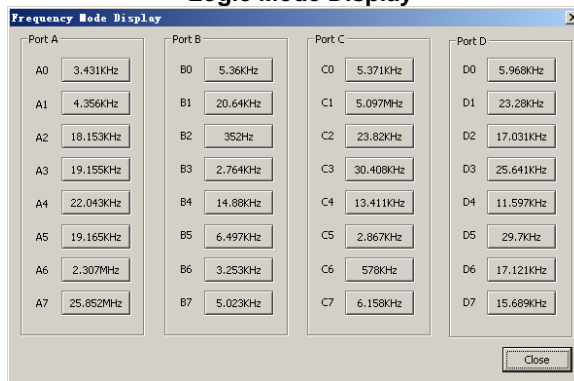 Logic Mode Display
Frequency Mode Display
Port A
Port B
Port C
Port D
A0 3.431KHz B0 5.36KHz C0 5.371KHz D0 5.968KHz
A1 4.356KHz B1 20.64KHz C1 5.097MHz D1 23.28KHz
A2 18.153KHz B2 352Hz C2 23.82KHz D2 17.031KHz
A3 19.155KHz B3 2.764KHz C3 30.408KHz D3 25.641KHz
A4 22.043KHz B4 14.88KHz C4 13.411KHz D4 11.597KHz
A5 19.165KHz B5 6.497KHz C5 2.867KHz D5 29.7KHz
A6 2.307MHz B6 3.253KHz C6 578KHz D6 17.121KHz
A7 25.852MHz B7 5.023KHz C7 6.158KHz D7 15.689KHz
Close